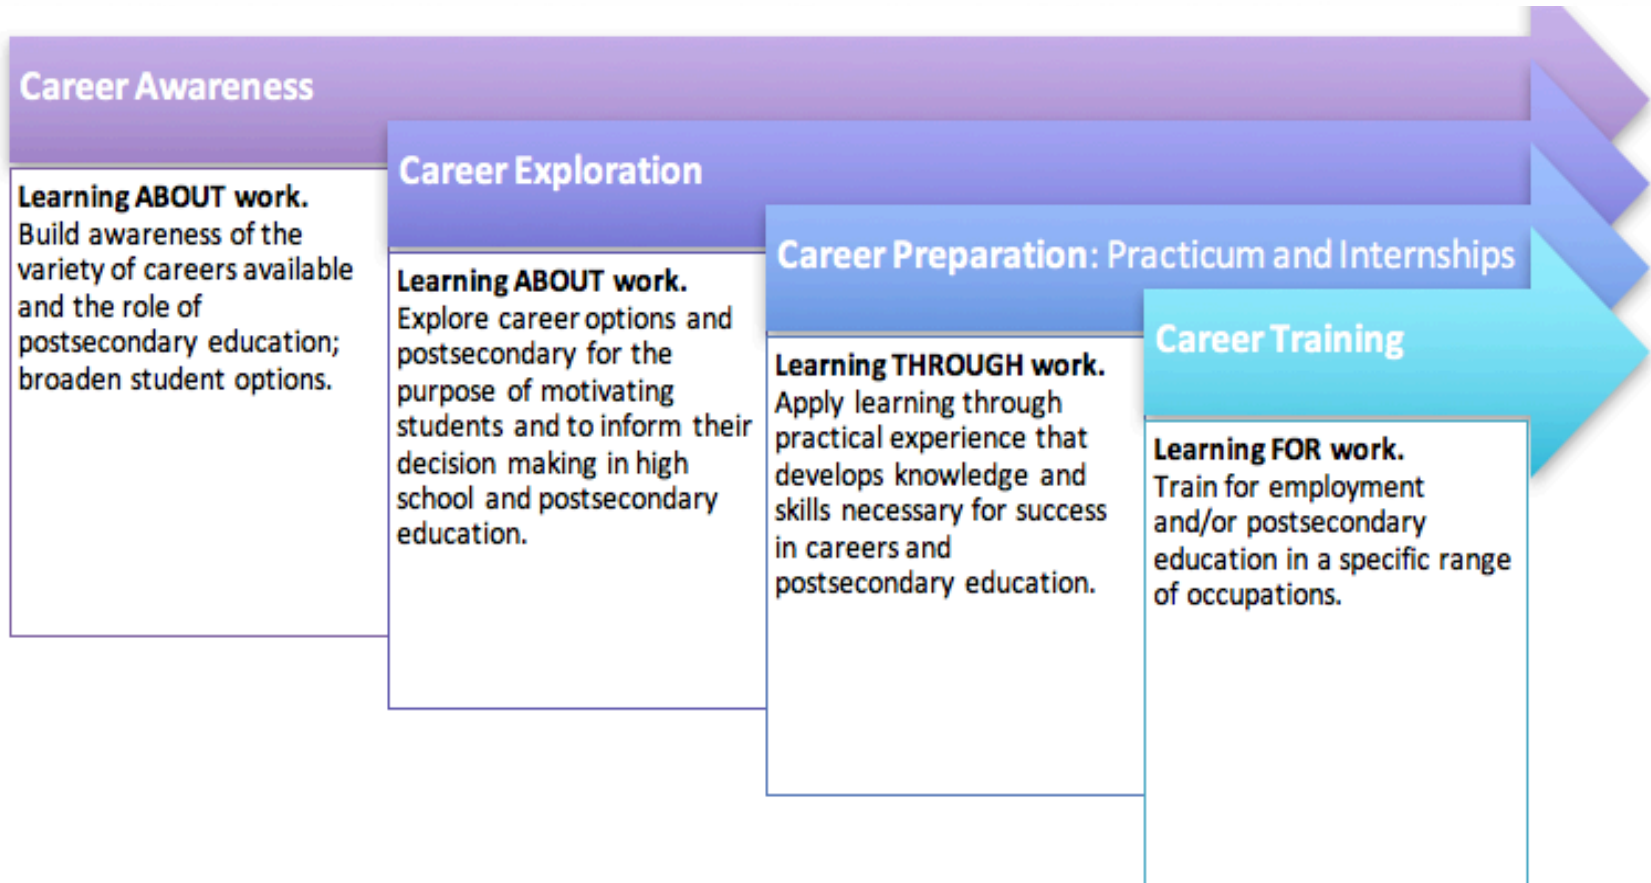 Career Awareness
Learning ABOUT work.
Build awareness of the
variety of careers available
and the role of
postsecondary education;
broaden student options.
Career Exploration
Learning ABOUT work.
Explore career options and
postsecondary for the
purpose of motivating
students and to inform their
decision making in high
school and postsecondary
education.
Career Preparation: Practicum and Internships
Learning THROUGH work.
Apply learning through
practical experience that
develops knowledge and
skills necessary for success
in careers and
postsecondary education.
Career Training
Learning FOR work.
Train for employment
and/or postsecondary
education in a specific range
of occupations.